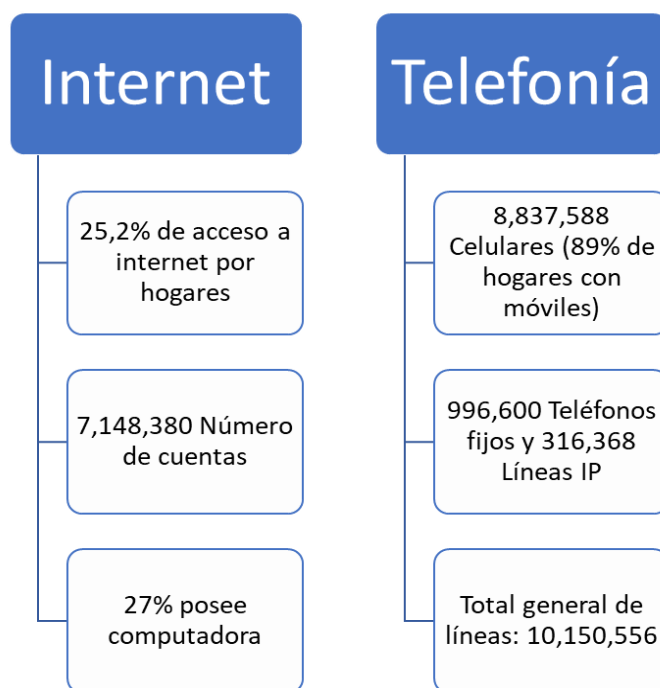 Internet
25,2% de acceso a
internet por
hogares
7,148,380 Número
de cuentas
27% posee
computadora
Telefonía
8,837,588
Celulares (89% de
hogares con
móviles)
996,600 Teléfonos
fijos y 316,368
Líneas IP
Total general de
líneas: 10,150,556